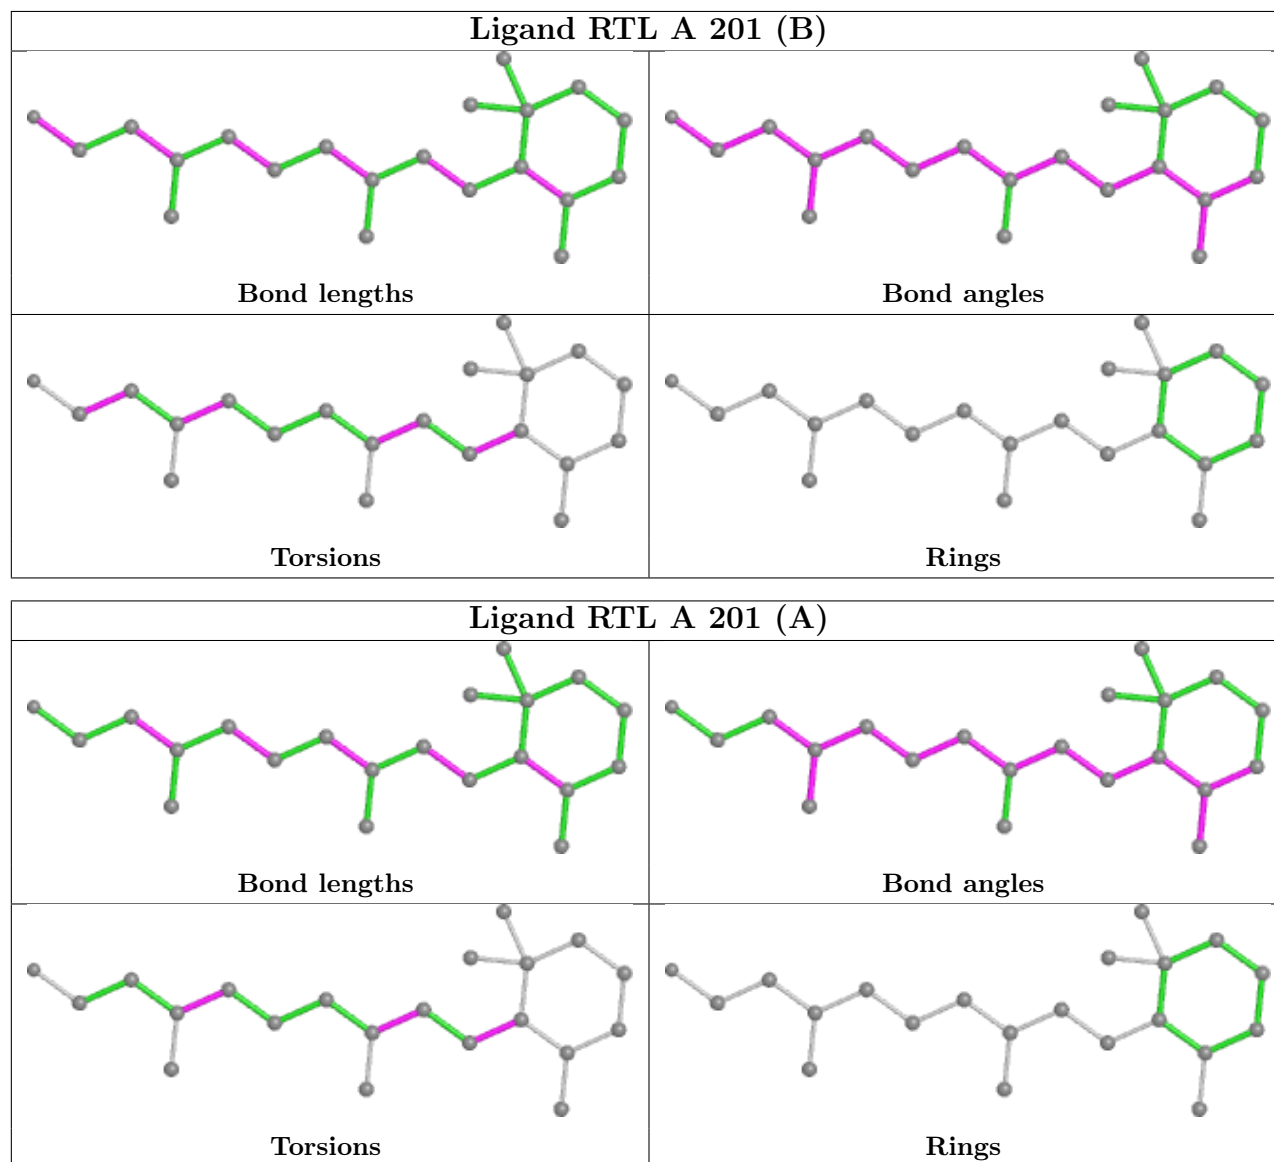 Ligand RTL A 201 (B)
Bond lengths
Bond angles
Torsions
Rings
Ligand RTL A 201 (A)
Bond lengths
Bond angles
Torsions
Rings